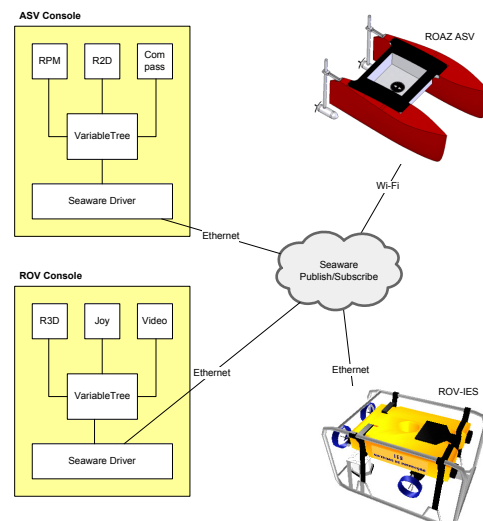 ASV Console
RPM
R2D
Com
pass
VariableTree
Seaware Driver
ROAZ ASV
Wi-Fi
Ethernet
Seaware
Publish/Subscribe
ROV Console
R3D
Joy
Video
VariableTree
Seaware Driver
Ethernet
Ethernet
ROV-IES
I E S